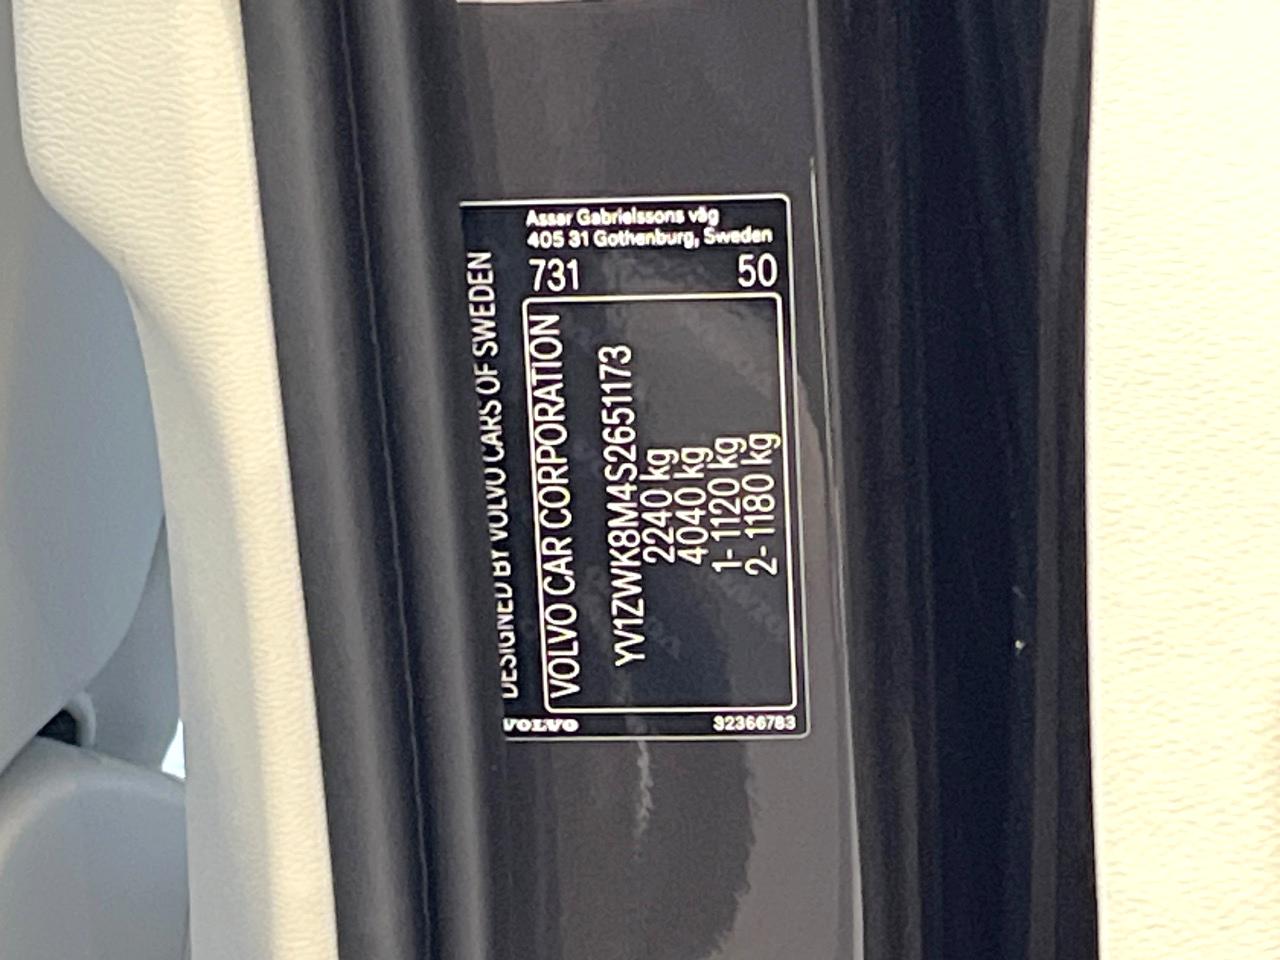 Assar Gabrielssons väg
405 31 Gothenburg, Sweden
731 50
DESIGNED BY VOLVO CARS OF SWEDEN
VOLVO CAR CORPORATION
YV1ZWK8M4S2651173
2240 kg
4040 kg
1- 1120 kg
2- 1180 kg
VOLVO 32366783